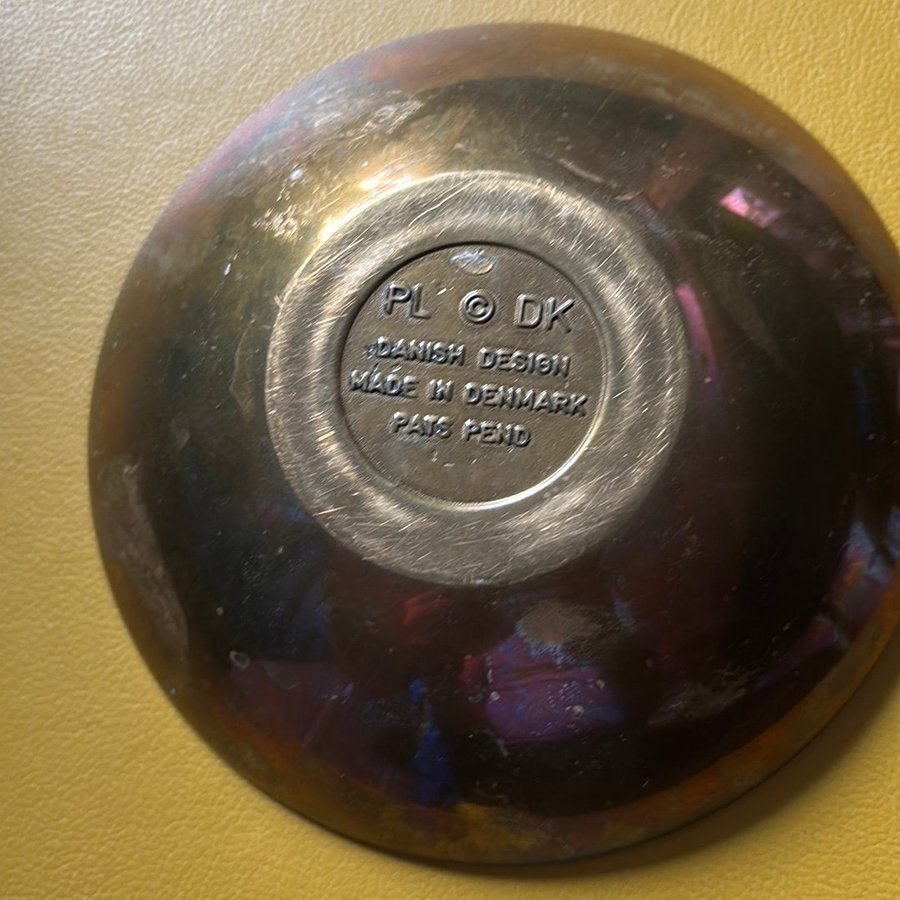 PL © DK
DANISH DESIGN
MADE IN DENMARK
PATS PEND